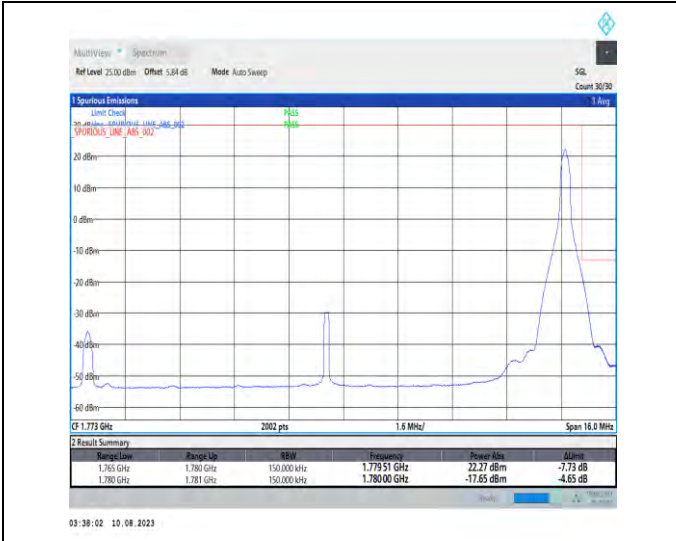 MultiView Spectrum
Ref Level 25.00 dBm Offset 5.84 dB Mode Auto Sweep SGL
Count 30/30
1 Spurious Emissions 1 Avg
Limit Check PASS
SPURIOUS_LINE_ABS_002 PASS
SPORIOUS_LINE_ABS_002
20 dBm
10 dBm
0 dBm
-10 dBm
-20 dBm
-30 dBm
-40 dBm
-50 dBm
-60 dBm
CF 1.773 GHz 2002 pts 1.6 MHz/ Span 16.0 MHz
2 Result Summary
Range Low Range Up RBW Frequency Power Abs ΔLimit
1.765 GHz 1.780 GHz 150.000 kHz 1.77951 GHz 22.27 dBm -7.73 dB
1.780 GHz 1.781 GHz 150.000 kHz 1.78000 GHz -17.65 dBm -4.65 dB
Ready
03:38:02 10.08.2023